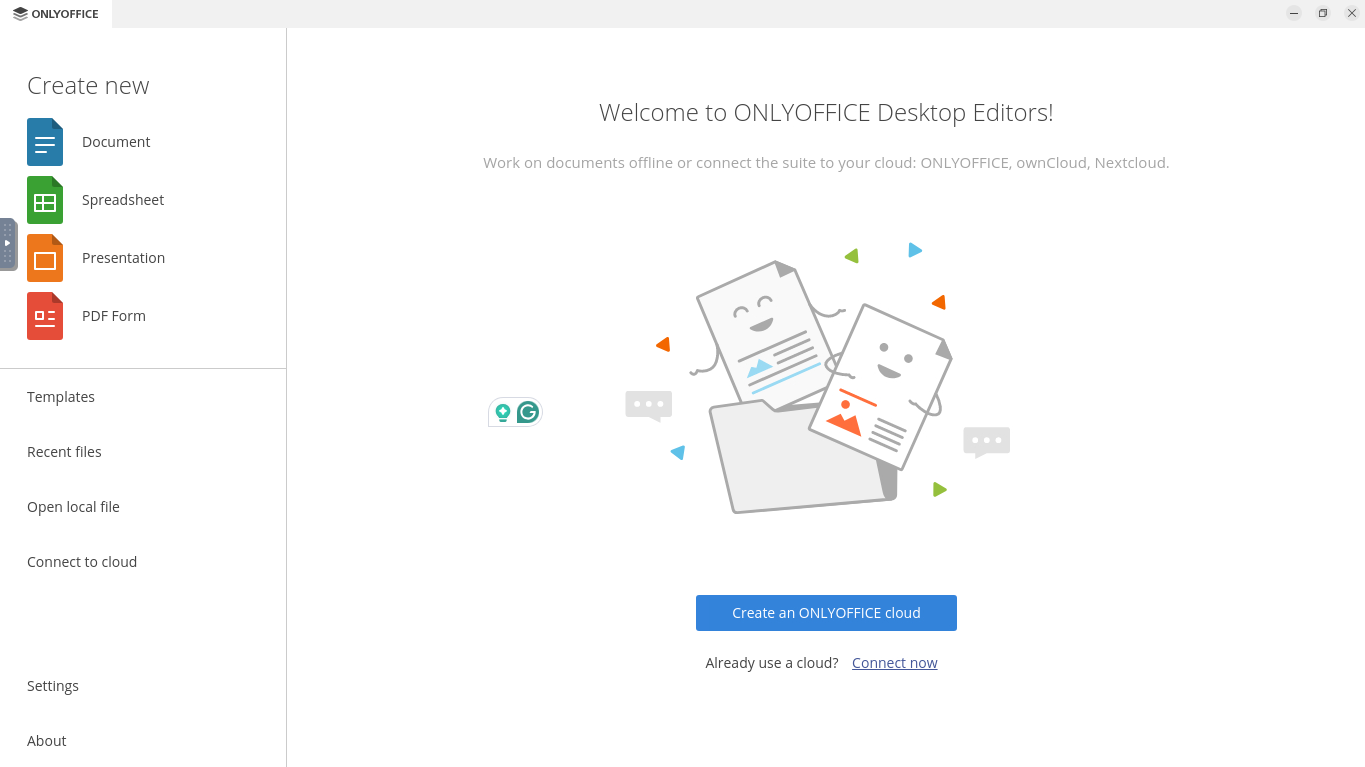 ONLYOFFICE
Create new
Document
Spreadsheet
Presentation
PDF Form
Templates
Recent files
Open local file
Connect to cloud
Settings
About
Welcome to ONLYOFFICE Desktop Editors!
Work on documents offline or connect the suite to your cloud: ONLYOFFICE, ownCloud, Nextcloud.
Create an ONLYOFFICE cloud
Already use a cloud? Connect now